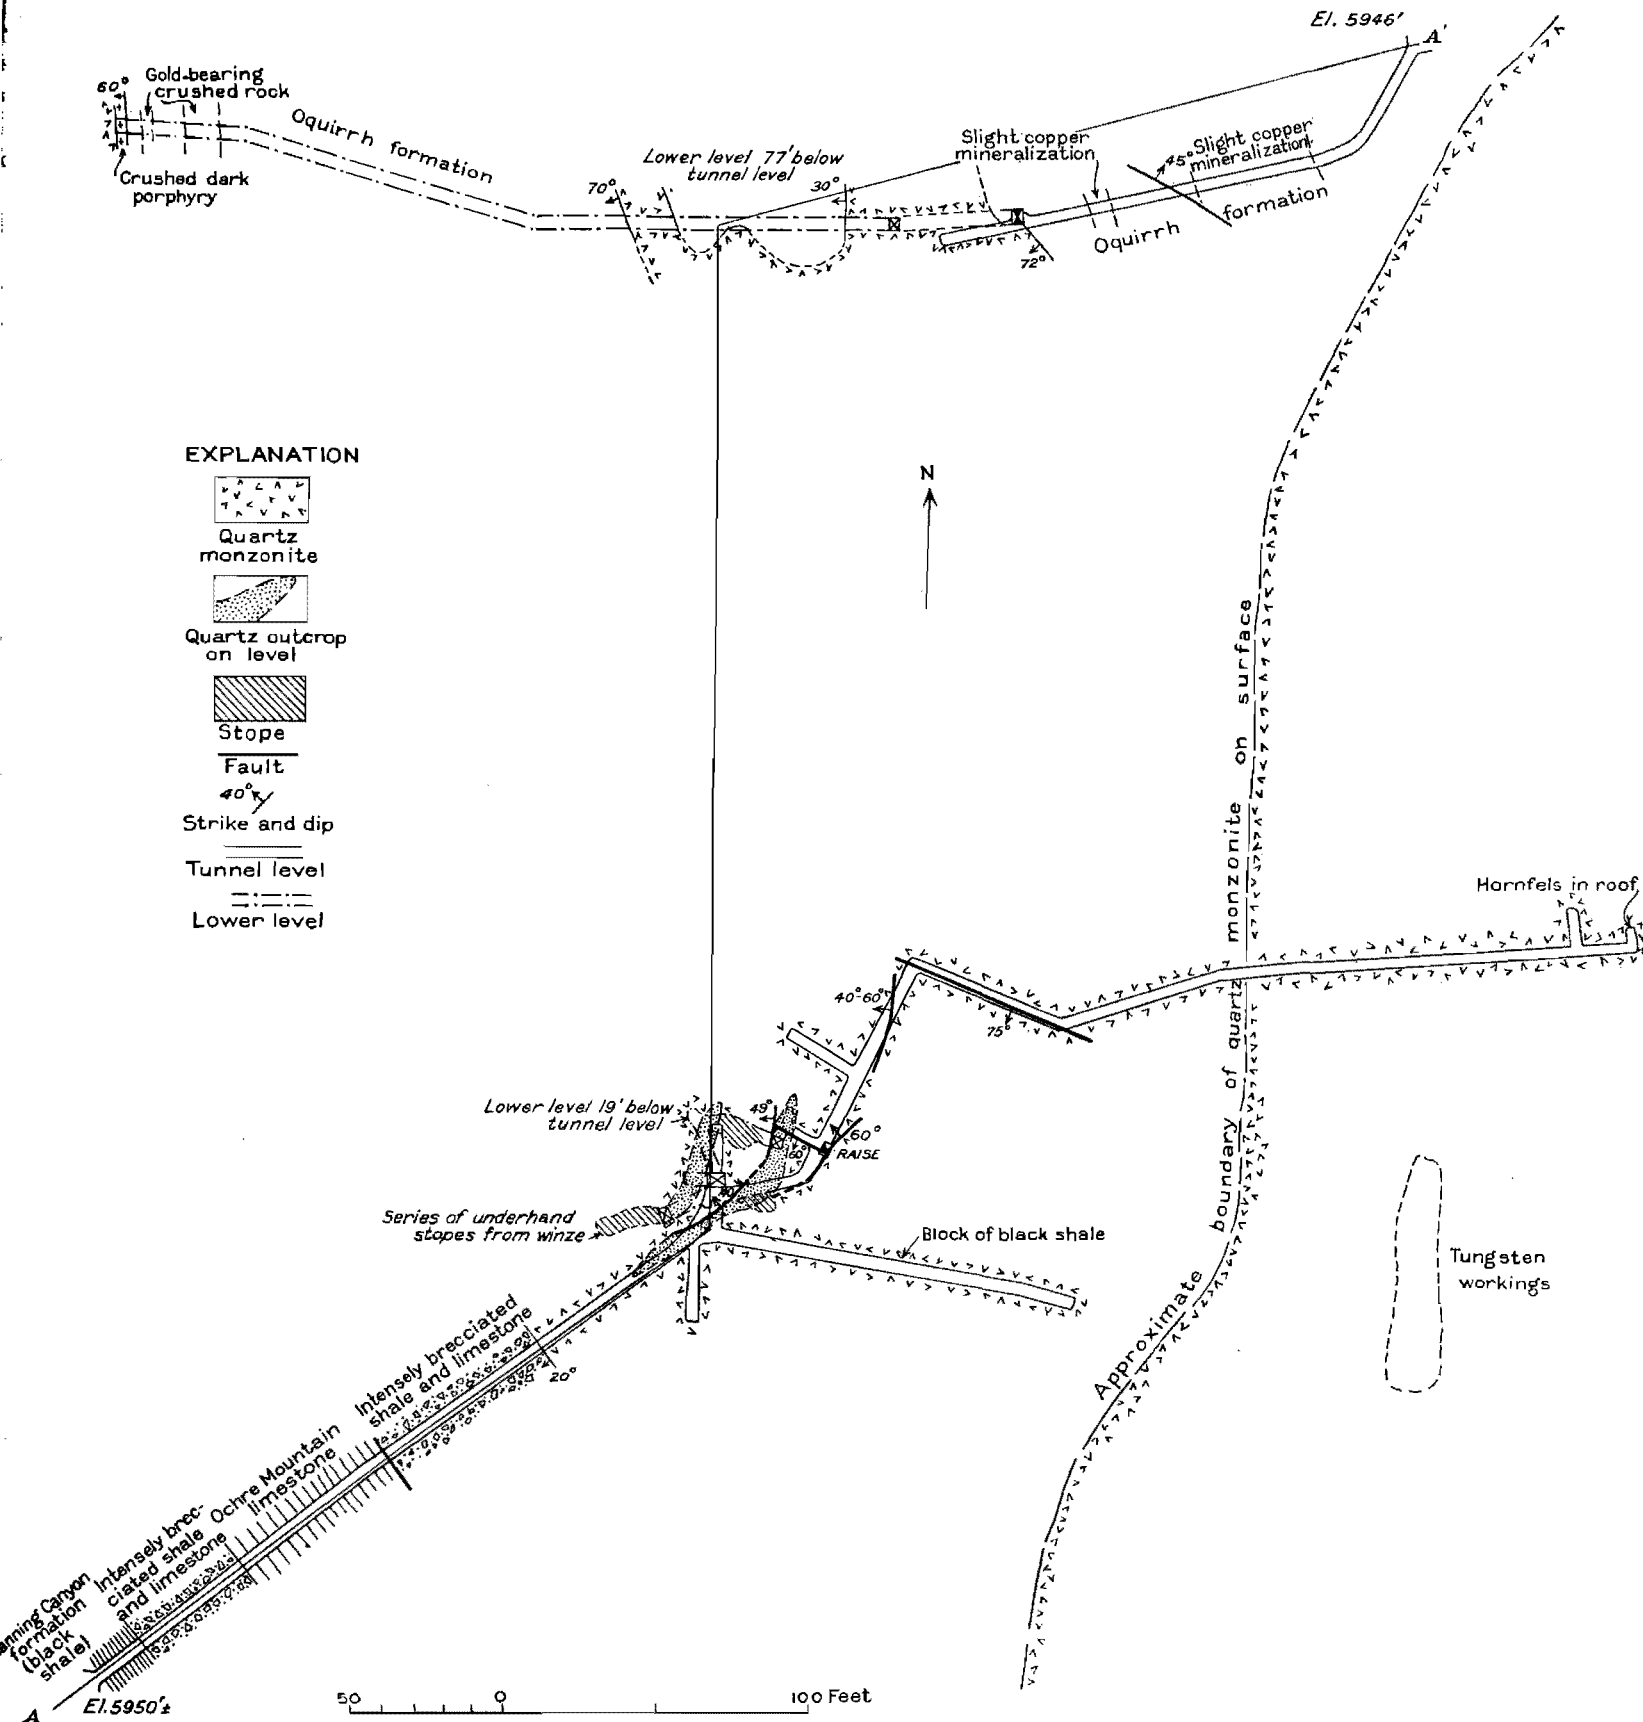 El. 5946'
A'
60°
Gold-bearing
crushed rock
Oquirrh formation
Crushed dark
porphyry
Lower level 77' below
tunnel level
70°
30°
Slight copper
mineralization
45°
Slight copper
mineralization
Oquirrh formation
72°
EXPLANATION
Quartz
monzonite
Quartz outcrop
on level
Stope
Fault
40°
Strike and dip
Tunnel level
Lower level
N
Approximate boundary of quartz monzonite on surface
Hornfels in roof
40°-60°
75°
Lower level 19' below
tunnel level
49°
60°
60°
RAISE
Series of underhand
stopes from winze
Block of black shale
Tungsten
workings
20°
Intensely brecciated
shale and limestone
Ochre Mountain
limestone
Intensely brec-
ciated shale
and limestone
anning Canyon
formation
(black
shale)
A
El. 5950'±
50 0 100 Feet